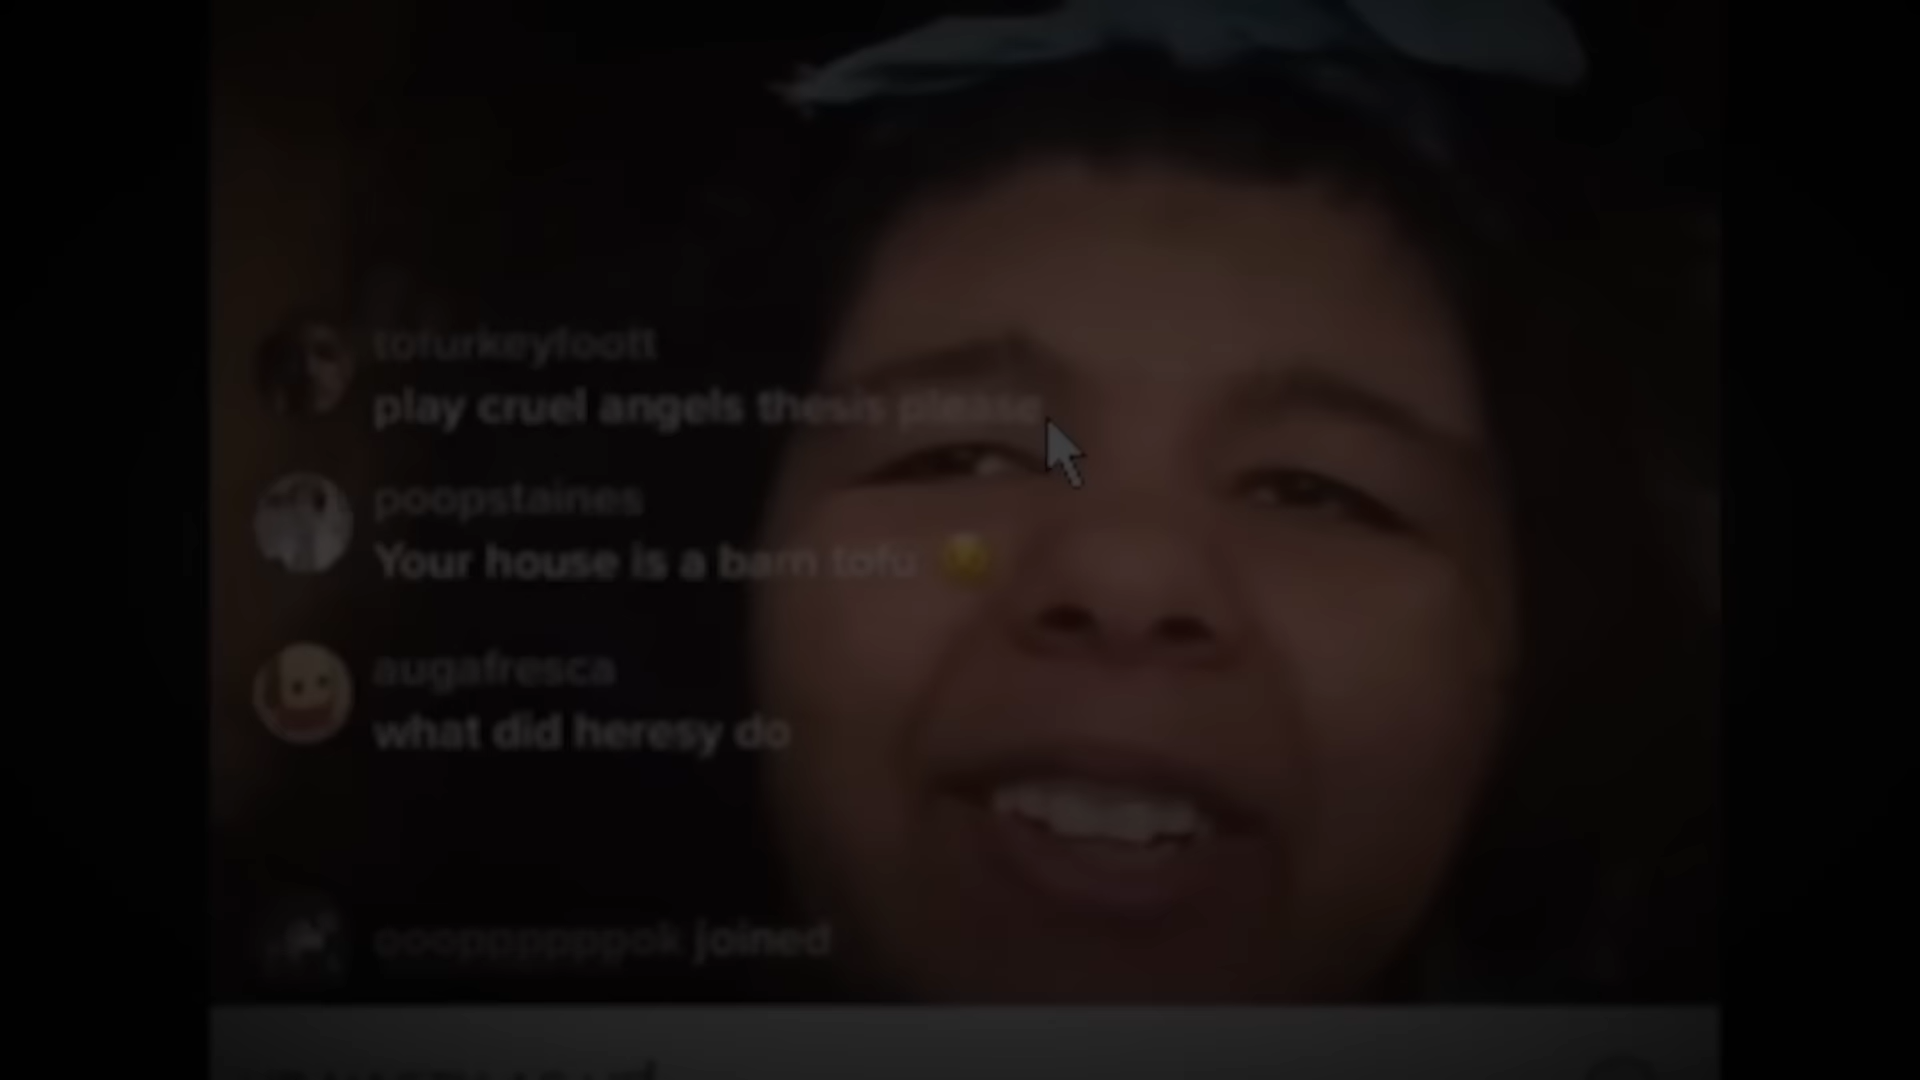 tofurkeyfoott
play cruel angels thesis please
poopstaines
Your house is a barn tofu
augafresca
what did heresy do
joined